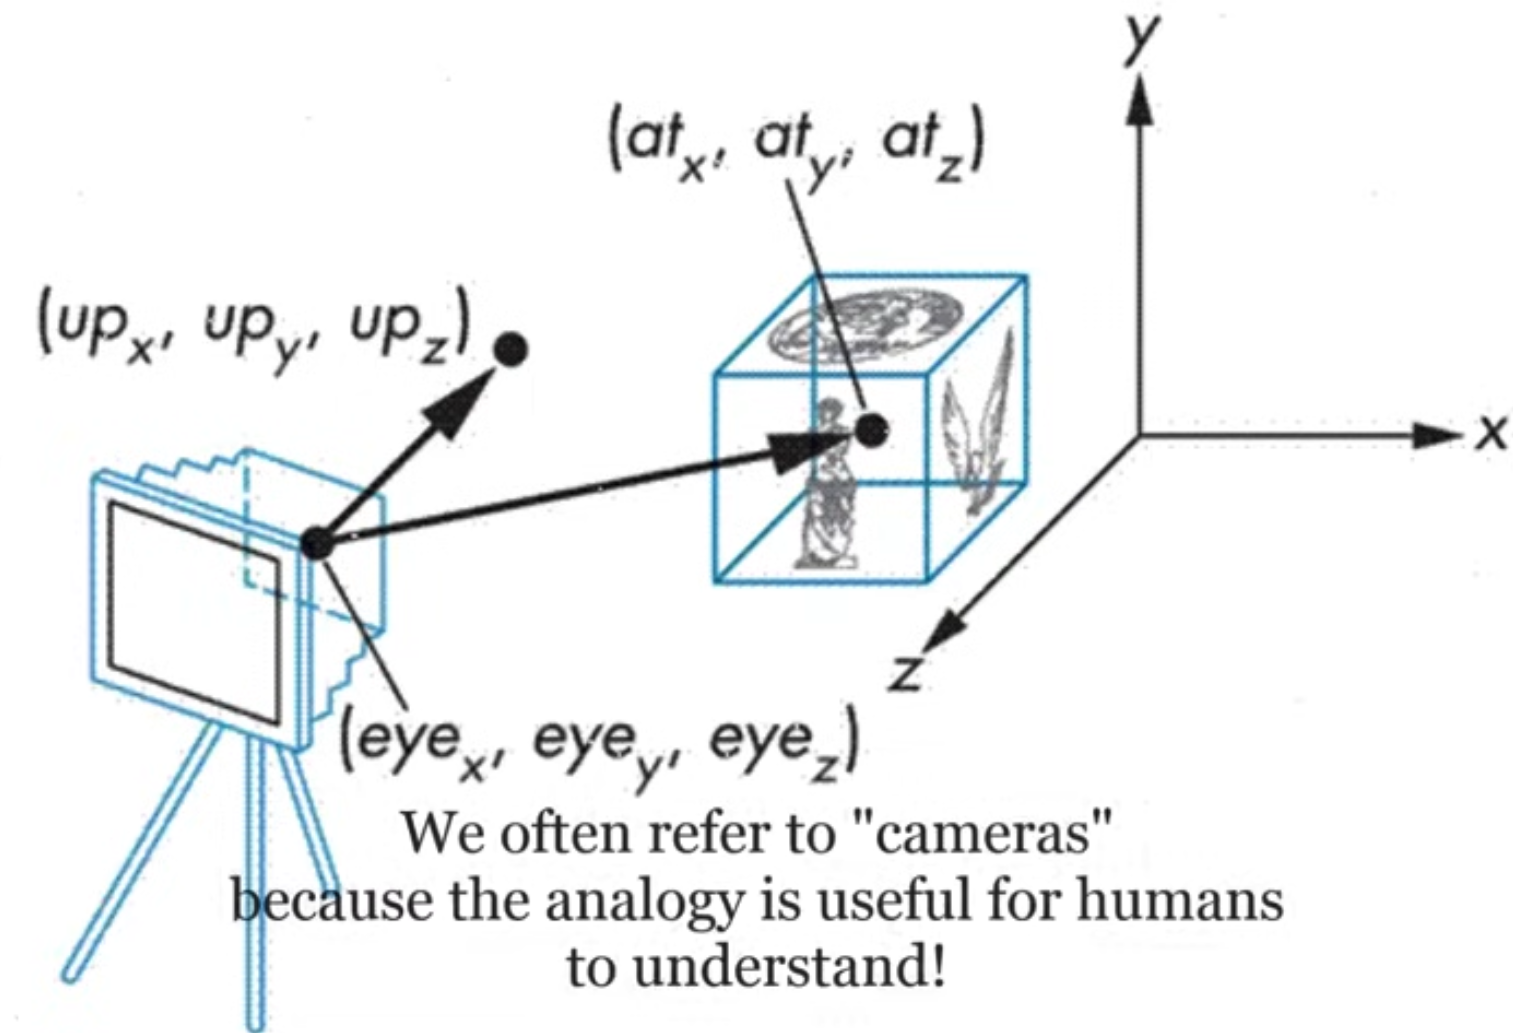 y
(at_x, at_y, at_z)
(up_x, up_y, up_z)
x
z
(eye_x, eye_y, eye_z)
We often refer to "cameras"
because the analogy is useful for humans
to understand!